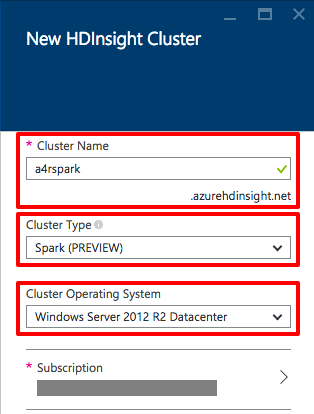 New HDInsight Cluster
* Cluster Name
a4rspark
.azurehdinsight.net
Cluster Type
Spark (PREVIEW)
Cluster Operating System
Windows Server 2012 R2 Datacenter
* Subscription